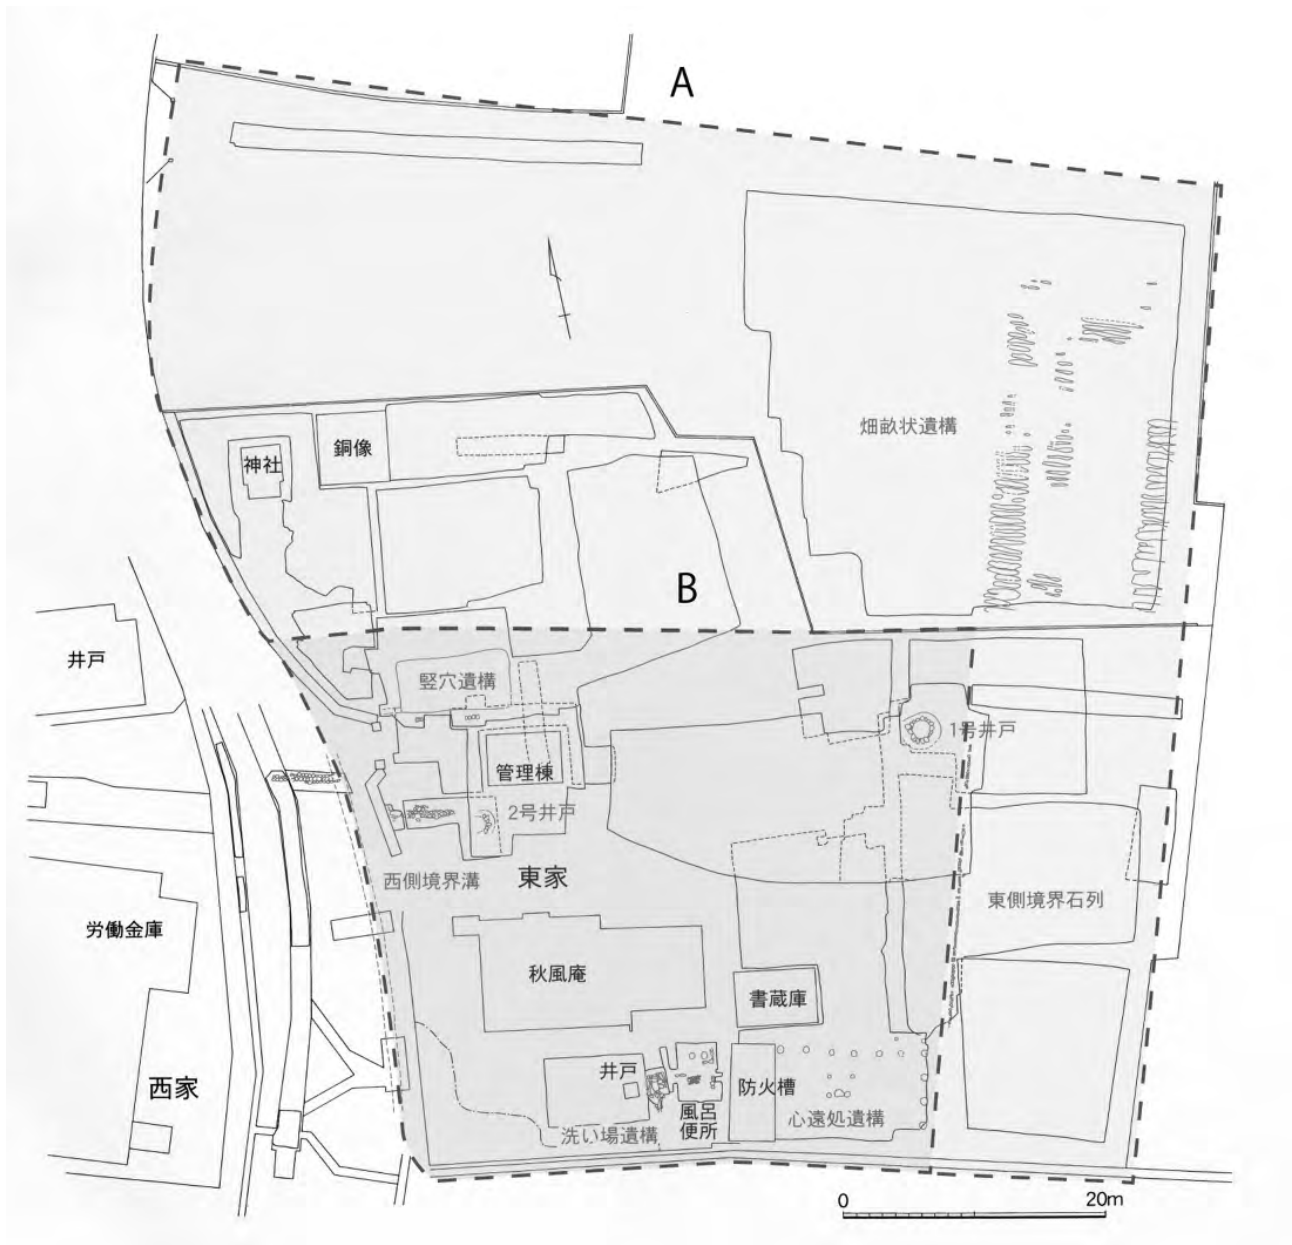 A
畑畝状遺構
銅像
神社
B
井戸
竪穴遺構
1号井戸
管理棟
2号井戸
西側境界溝
東家
東側境界石列
労働金庫
秋風庵
書蔵庫
井戸
西家
防火槽
風呂
便所
心遠処遺構
洗い場遺構
0
20m